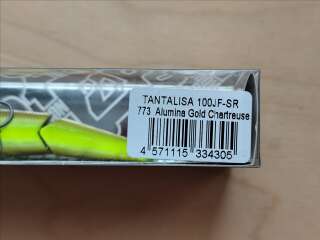 TANTALISA 100JF-SR
773 Alumina Gold Chartreuse
4 571115 334305